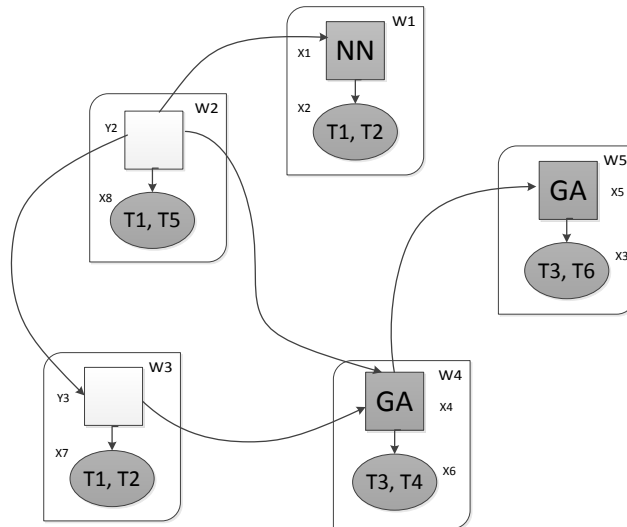 W1
X1
NN
X2
T1, T2
W2
Y2
X8
T1, T5
W5
GA
X5
X3
T3, T6
W3
Y3
X7
T1, T2
W4
GA
X4
X6
T3, T4